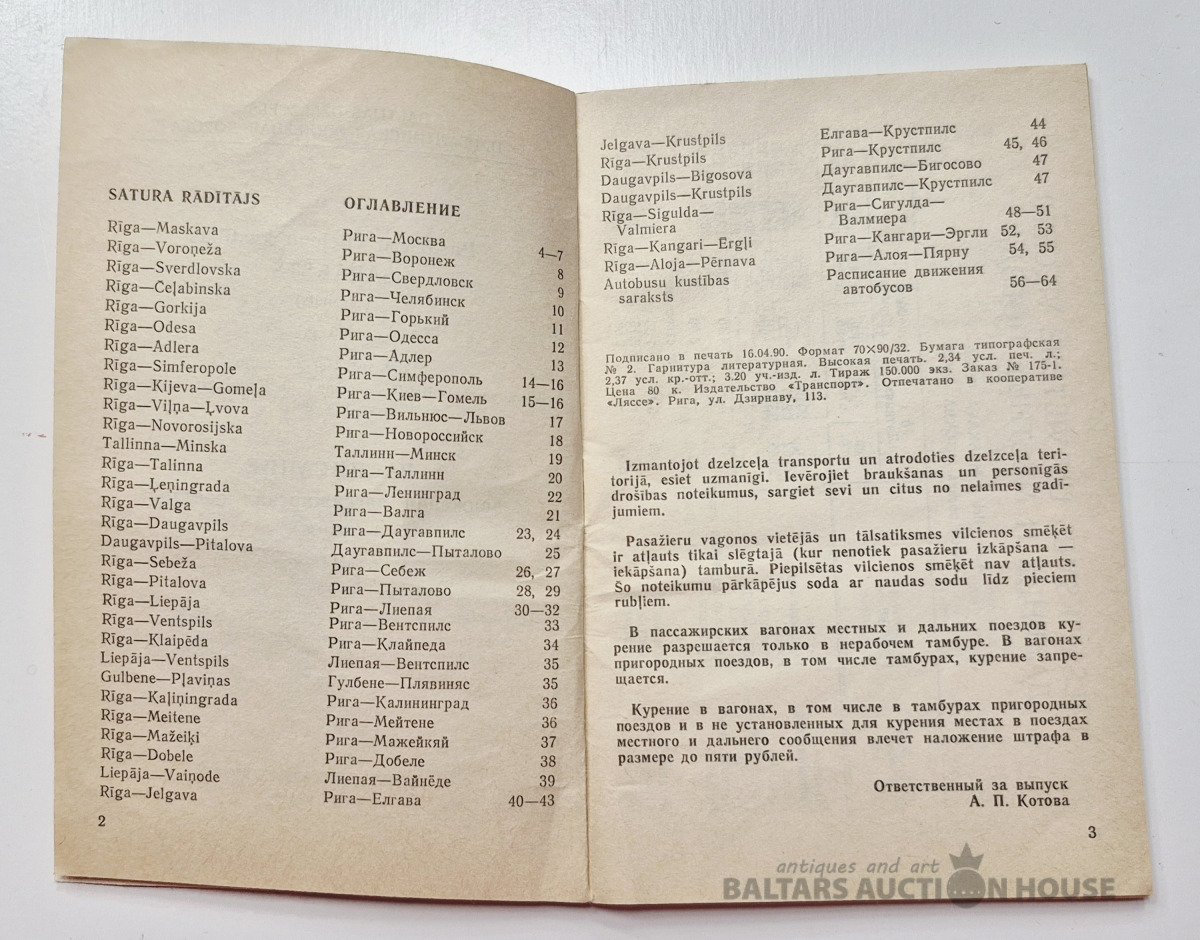 SATURA RĀDĪTĀJS ОГЛАВЛЕНИЕ
Rīga—Maskava Рига—Москва 4—7
Rīga—Voroņeža Рига—Воронеж 8
Rīga—Sverdlovska Рига—Свердловск 9
Rīga—Čeļabinska Рига—Челябинск 10
Rīga—Gorkija Рига—Горький 11
Rīga—Odesa Рига—Одесса 12
Rīga—Adlera Рига—Адлер 13
Rīga—Simferopole Рига—Симферополь 14—16
Rīga—Kijeva—Gomeļa Рига—Киев—Гомель 15—16
Rīga—Viļņa—Ļvova Рига—Вильнюс—Львов 17
Rīga—Novorosijska Рига—Новороссийск 18
Tallinna—Minska Таллинн—Минск 19
Rīga—Talinna Рига—Таллинн 20
Rīga—Ļeņingrada Рига—Ленинград 22
Rīga—Valga Рига—Валга 21
Rīga—Daugavpils Рига—Даугавпилс 23, 24
Daugavpils—Pitalova Даугавпилс—Пыталово 25
Rīga—Sebeža Рига—Себеж 26, 27
Rīga—Pitalova Рига—Пыталово 28, 29
Rīga—Liepāja Рига—Лиепая 30—32
Rīga—Ventspils Рига—Вентспилс 33
Rīga—Klaipēda Рига—Клайпеда 34
Liepāja—Ventspils Лиепая—Вентспилс 35
Gulbene—Pļaviņas Гулбене—Плявиняс 35
Rīga—Kaļiņingrada Рига—Калининград 36
Rīga—Meitene Рига—Мейтене 36
Rīga—Mažeiķi Рига—Мажейкяй 37
Rīga—Dobele Рига—Добеле 38
Liepāja—Vaiņode Лиепая—Вайнёде 39
Rīga—Jelgava Рига—Елгава 40—43
2
Jelgava—Krustpils Елгава—Крустпилс 44
Rīga—Krustpils Рига—Крустпилс 45, 46
Daugavpils—Bigosova Даугавпилс—Бигосово 47
Daugavpils—Krustpils Даугавпилс—Крустпилс 47
Rīga—Sigulda— Рига—Сигулда—
Valmiera Валмиера 48—51
Rīga—Kangari—Ērgļi Рига—Кангари—Эргли 52, 53
Rīga—Aloja—Pērnava Рига—Алоя—Пярну 54, 55
Autobusu kustības Расписание движения
saraksts автобусов 56—64
Подписано в печать 16.04.90. Формат 70×90/32. Бумага типографская
№ 2. Гарнитура литературная. Высокая печать. 2,34 усл. печ. л.;
2,37 усл. кр.-отт.; 3.20 уч.-изд. л. Тираж 150.000 экз. Заказ № 175-1.
Цена 80 к. Издательство «Транспорт». Отпечатано в кооперативе
«Ляссе». Рига, ул. Дзирнаву, 113.
Izmantojot dzelzceļa transportu un atrodoties dzelzceļa teri-
torijā, esiet uzmanīgi. Ievērojiet braukšanas un personīgās
drošības noteikumus, sargiet sevi un citus no nelaimes gadī-
jumiem.
Pasažieru vagonos vietējās un tālsatiksmes vilcienos smēķēt
ir atļauts tikai slēgtajā (kur nenotiek pasažieru izkāpšana —
iekāpšana) tamburā. Piepilsētas vilcienos smēķēt nav atļauts.
Šo noteikumu pārkāpējus soda ar naudas sodu līdz pieciem
rubļiem.
В пассажирских вагонах местных и дальних поездов ку-
рение разрешается только в нерабочем тамбуре. В вагонах
пригородных поездов, в том числе тамбурах, курение запре-
щается.
Курение в вагонах, в том числе в тамбурах пригородных
поездов и в не установленных для курения местах в поездах
местного и дальнего сообщения влечет наложение штрафа в
размере до пяти рублей.
Ответственный за выпуск
А. П. Котова
3
antiques and art
BALTARS AUCTION HOUSE